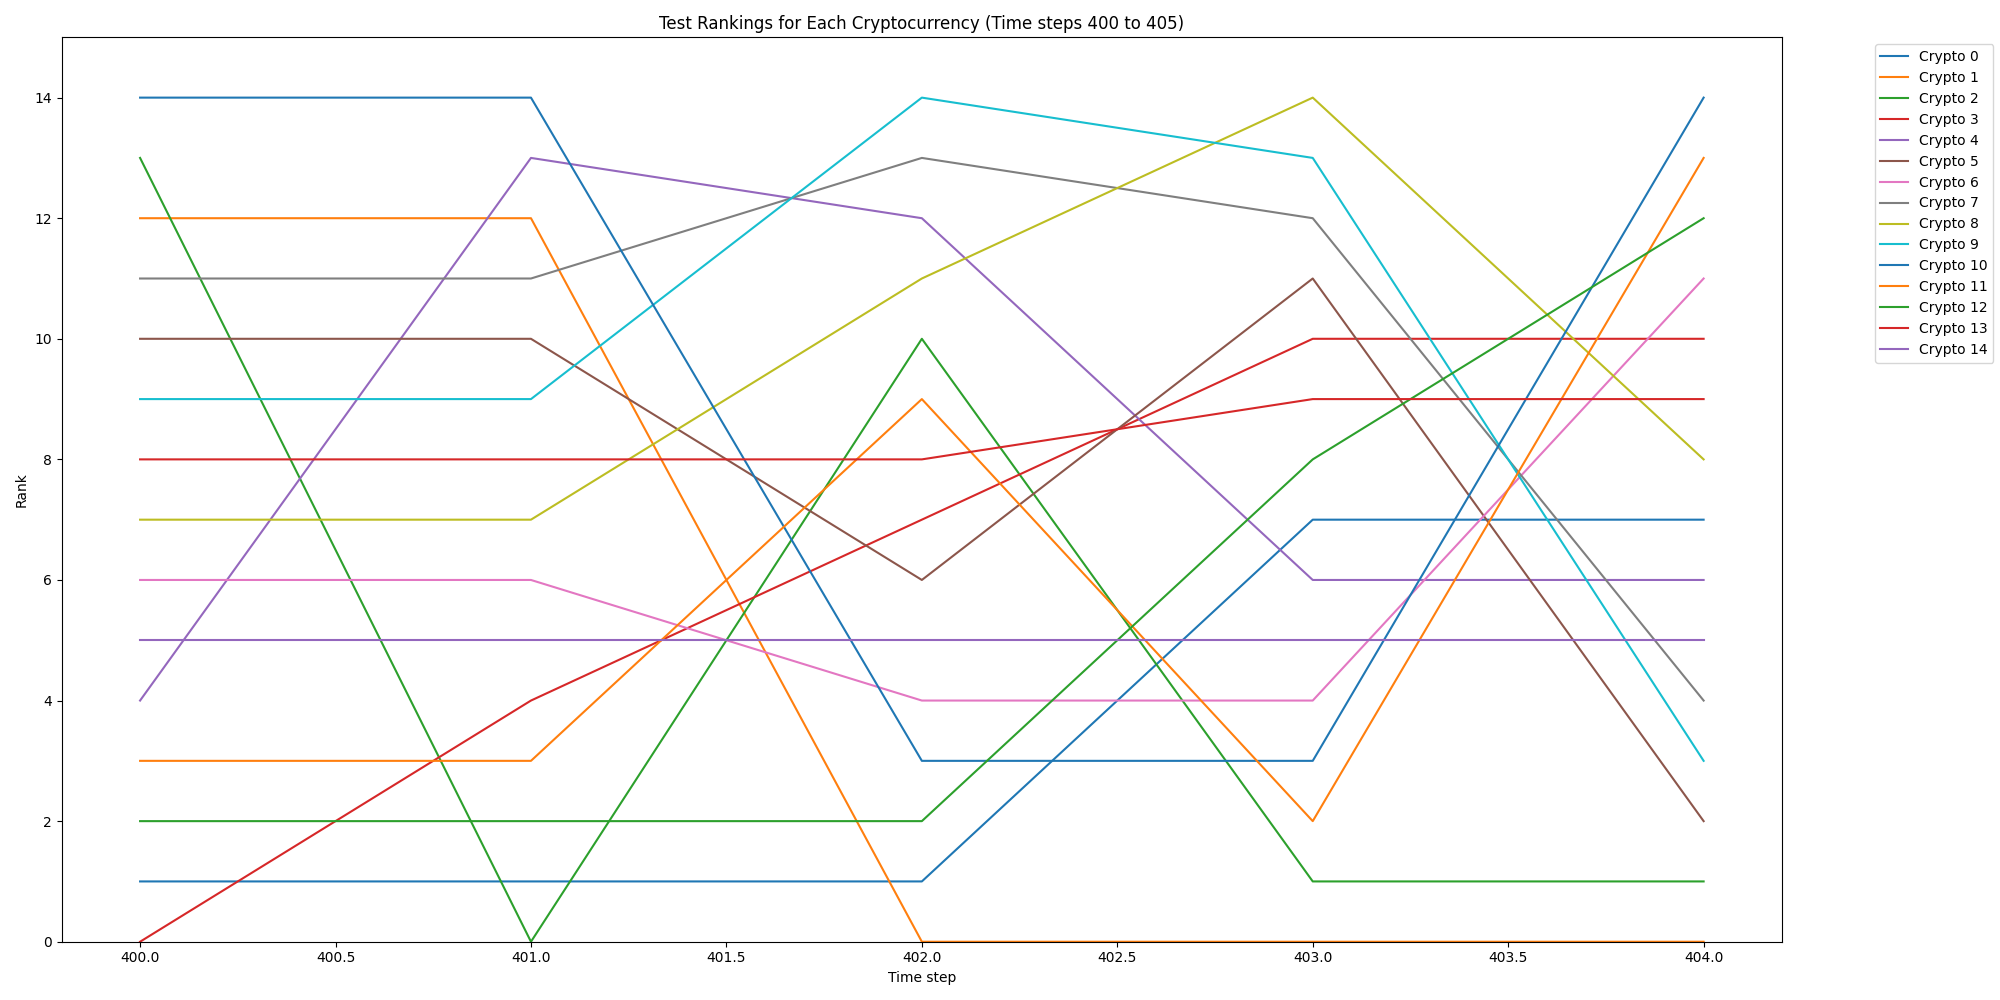 Test Rankings for Each Cryptocurrency (Time steps 400 to 405)
Rank
14
12
10
8
6
4
2
0
400.0 400.5 401.0 401.5 402.0 402.5 403.0 403.5 404.0
Time step
Crypto 0
Crypto 1
Crypto 2
Crypto 3
Crypto 4
Crypto 5
Crypto 6
Crypto 7
Crypto 8
Crypto 9
Crypto 10
Crypto 11
Crypto 12
Crypto 13
Crypto 14